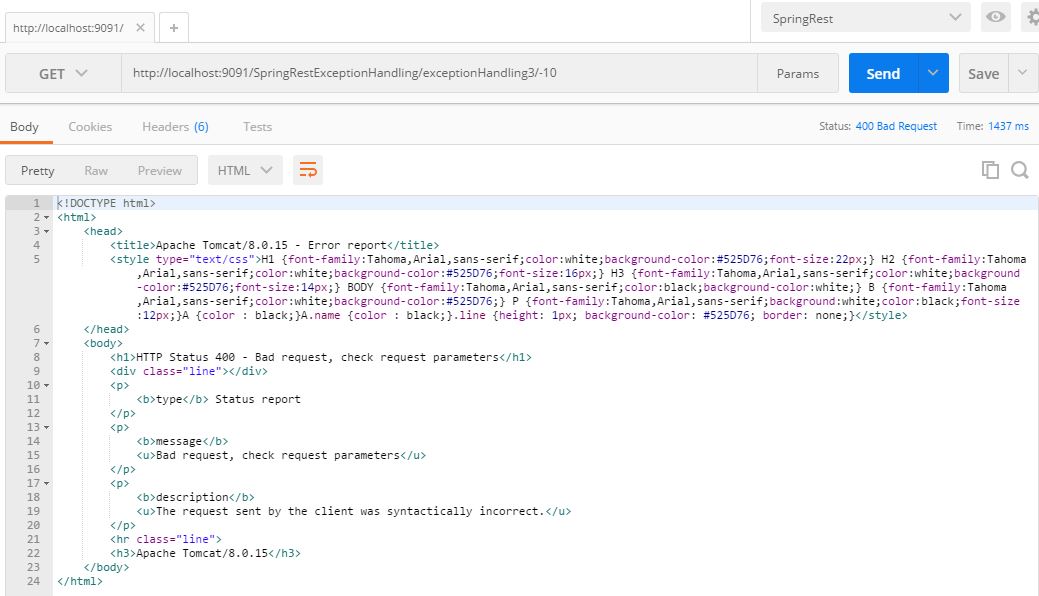 http://localhost:9091/ × +
SpringRest
GET http://localhost:9091/SpringRestExceptionHandling/exceptionHandling3/-10 Params Send Save
Body Cookies Headers (6) Tests Status: 400 Bad Request Time: 1437 ms
Pretty Raw Preview HTML
1 <!DOCTYPE html>
2 <html>
3 <head>
4 <title>Apache Tomcat/8.0.15 - Error report</title>
5 <style type="text/css">H1 {font-family:Tahoma,Arial,sans-serif;color:white;background-color:#525D76;font-size:22px;} H2 {font-family:Tahoma
,Arial,sans-serif;color:white;background-color:#525D76;font-size:16px;} H3 {font-family:Tahoma,Arial,sans-serif;color:white;background
-color:#525D76;font-size:14px;} BODY {font-family:Tahoma,Arial,sans-serif;color:black;background-color:white;} B {font-family:Tahoma
,Arial,sans-serif;color:white;background-color:#525D76;} P {font-family:Tahoma,Arial,sans-serif;background:white;color:black;font-size
:12px;}A {color : black;}A.name {color : black;}.line {height: 1px; background-color: #525D76; border: none;}</style>
6 </head>
7 <body>
8 <h1>HTTP Status 400 - Bad request, check request parameters</h1>
9 <div class="line"></div>
10 <p>
11 <b>type</b> Status report
12 </p>
13 <p>
14 <b>message</b>
15 <u>Bad request, check request parameters</u>
16 </p>
17 <p>
18 <b>description</b>
19 <u>The request sent by the client was syntactically incorrect.</u>
20 </p>
21 <hr class="line">
22 <h3>Apache Tomcat/8.0.15</h3>
23 </body>
24 </html>